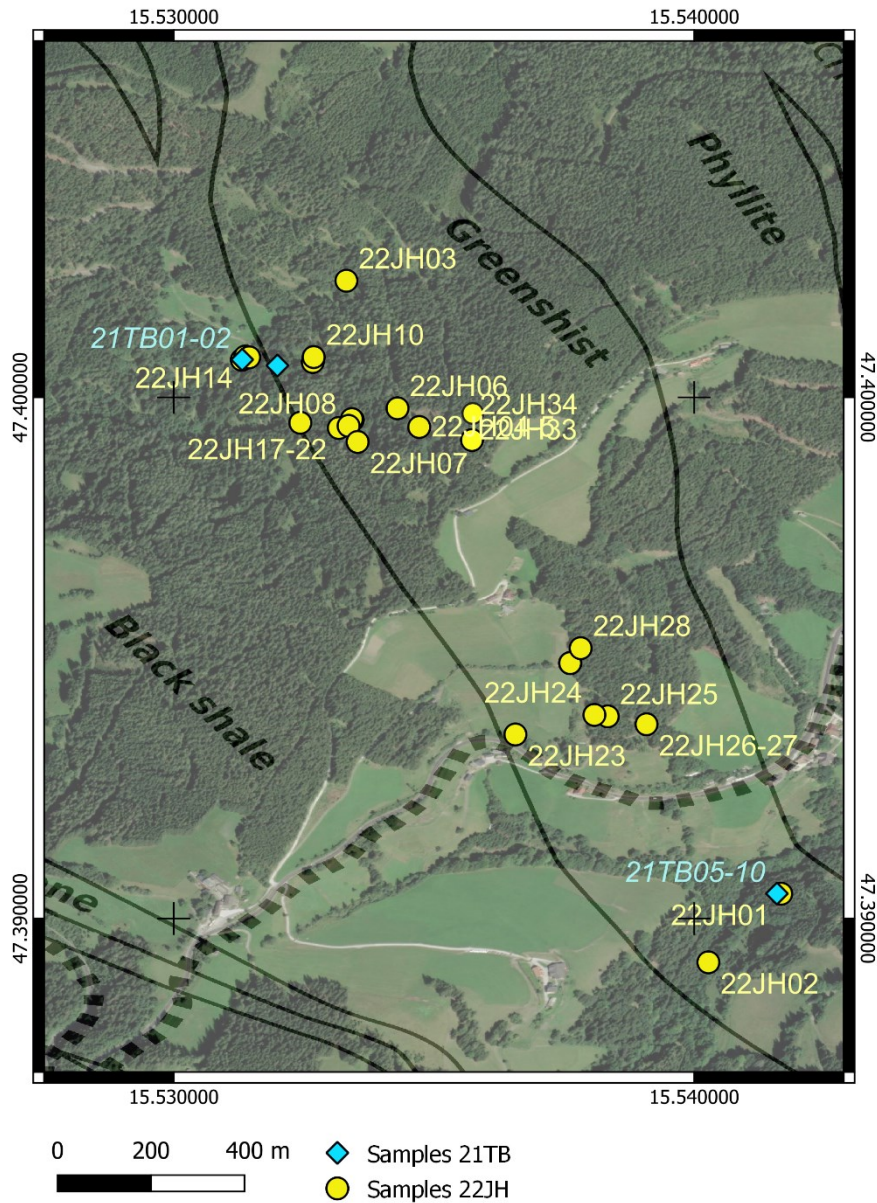 15.530000
15.540000
Phyllite
Greenshist
22JH03
21TB01-02
22JH10
22JH14
47.400000
47.400000
22JH06
22JH34
22JH08
22JH04-5
22JH33
22JH17-22
22JH07
Black shale
22JH28
22JH24
22JH25
22JH23
22JH26-27
21TB05-10
22JH01
47.390000
47.390000
ne
22JH02
15.530000
15.540000
0 200 400 m
Samples 21TB
Samples 22JH